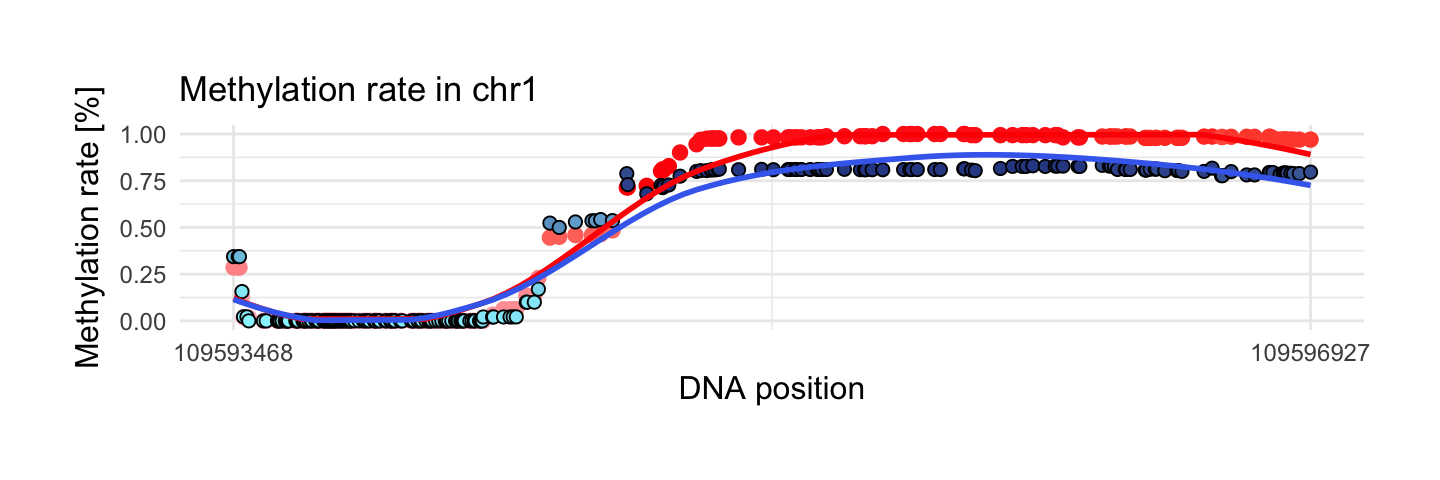 Methylation rate in chr1
Methylation rate [%]
1.00
0.75
0.50
0.25
0.00
109593468
109596927
DNA position